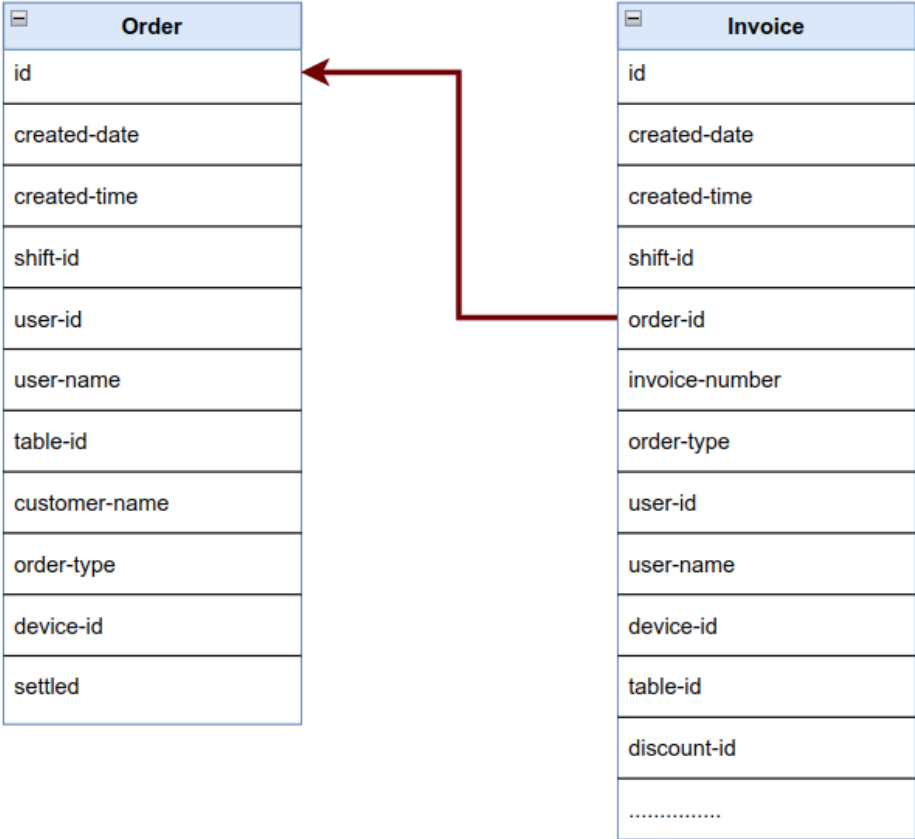 Order
id
created-date
created-time
shift-id
user-id
user-name
table-id
customer-name
order-type
device-id
settled
Invoice
id
created-date
created-time
shift-id
order-id
invoice-number
order-type
user-id
user-name
device-id
table-id
discount-id
...............